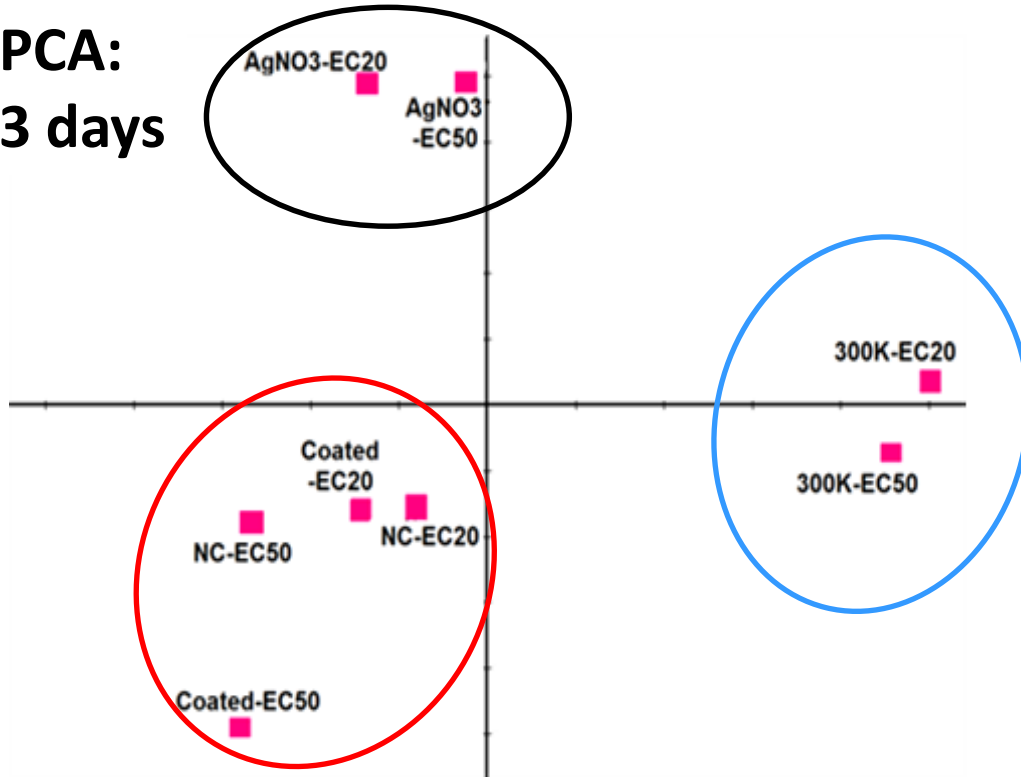 PCA:
3 days
AgNO3-EC20
AgNO3
-EC50
300K-EC20
300K-EC50
Coated
-EC20
NC-EC20
NC-EC50
Coated-EC50